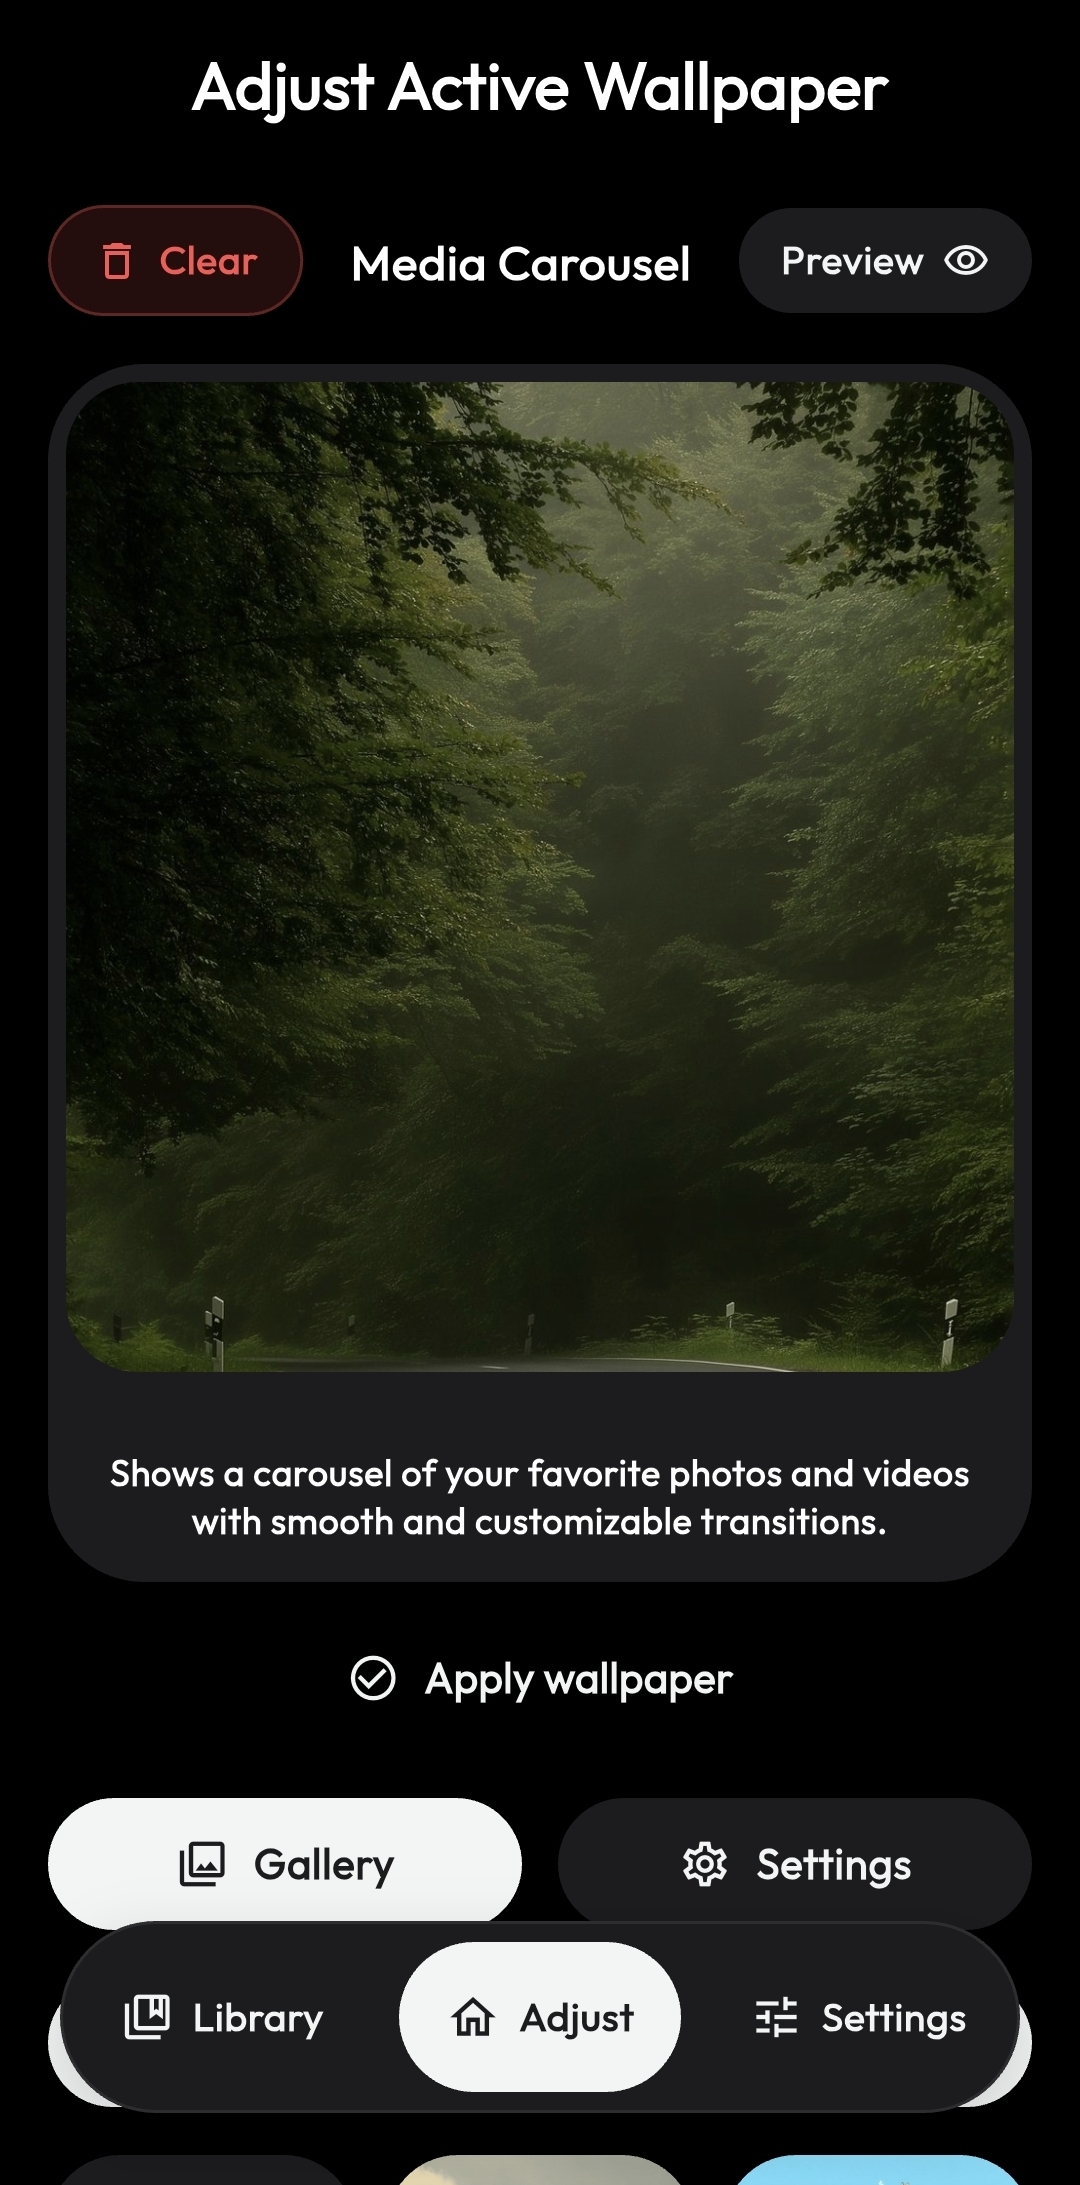 Adjust Active Wallpaper
Clear
Media Carousel
Preview
Shows a carousel of your favorite photos and videos
with smooth and customizable transitions.
Apply wallpaper
Gallery
Settings
Library
Adjust
Settings